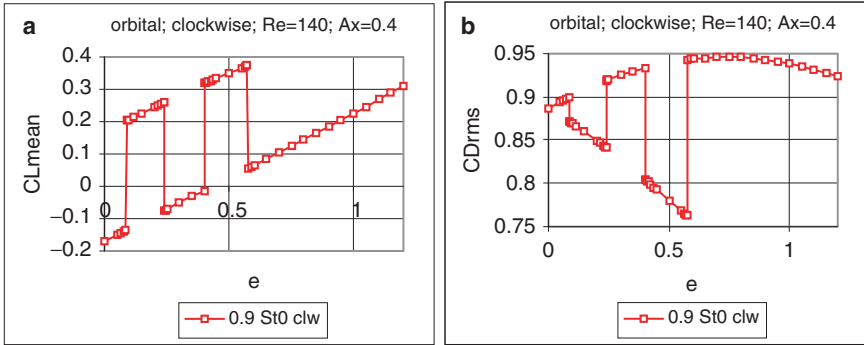 a
orbital; clockwise; Re=140; Ax=0.4
CLmean
0.4
0.3
0.2
0.1
0
−0.1
−0.2
0
0.5
1
e
0.9 St0 clw
b
orbital; clockwise; Re=140; Ax=0.4
CDrms
0.95
0.9
0.85
0.8
0.75
0
0.5
1
e
0.9 St0 clw